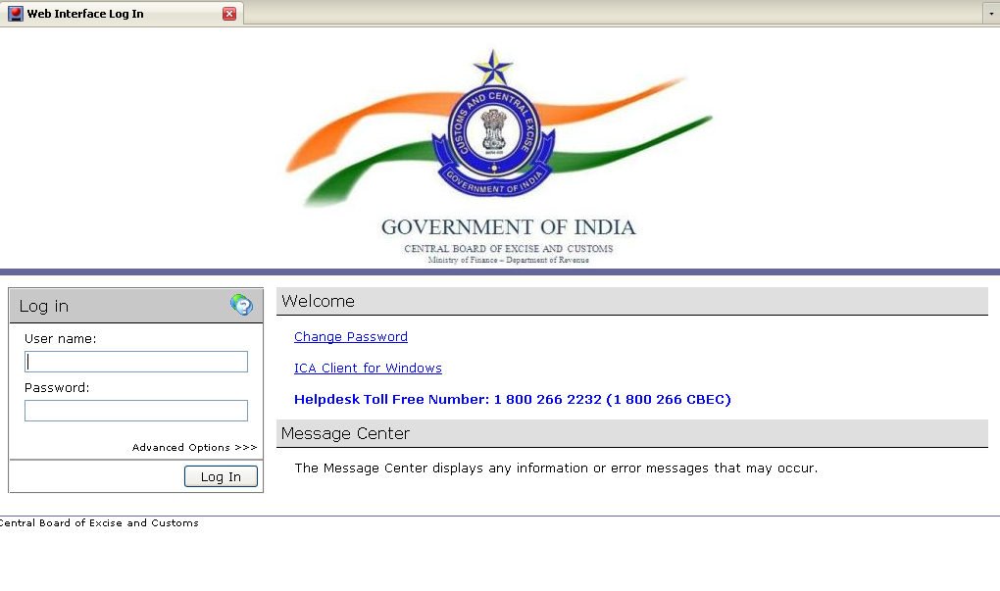 Web Interface Log In
CUSTOMS AND CENTRAL EXCISE
GOVERNMENT OF INDIA
GOVERNMENT OF INDIA
CENTRAL BOARD OF EXCISE AND CUSTOMS
Ministry of Finance – Department of Revenue
Log in
User name:
Password:
Advanced Options >>>
Log In
Welcome
Change Password
ICA Client for Windows
Helpdesk Toll Free Number: 1 800 266 2232 (1 800 266 CBEC)
Message Center
The Message Center displays any information or error messages that may occur.
Central Board of Excise and Customs